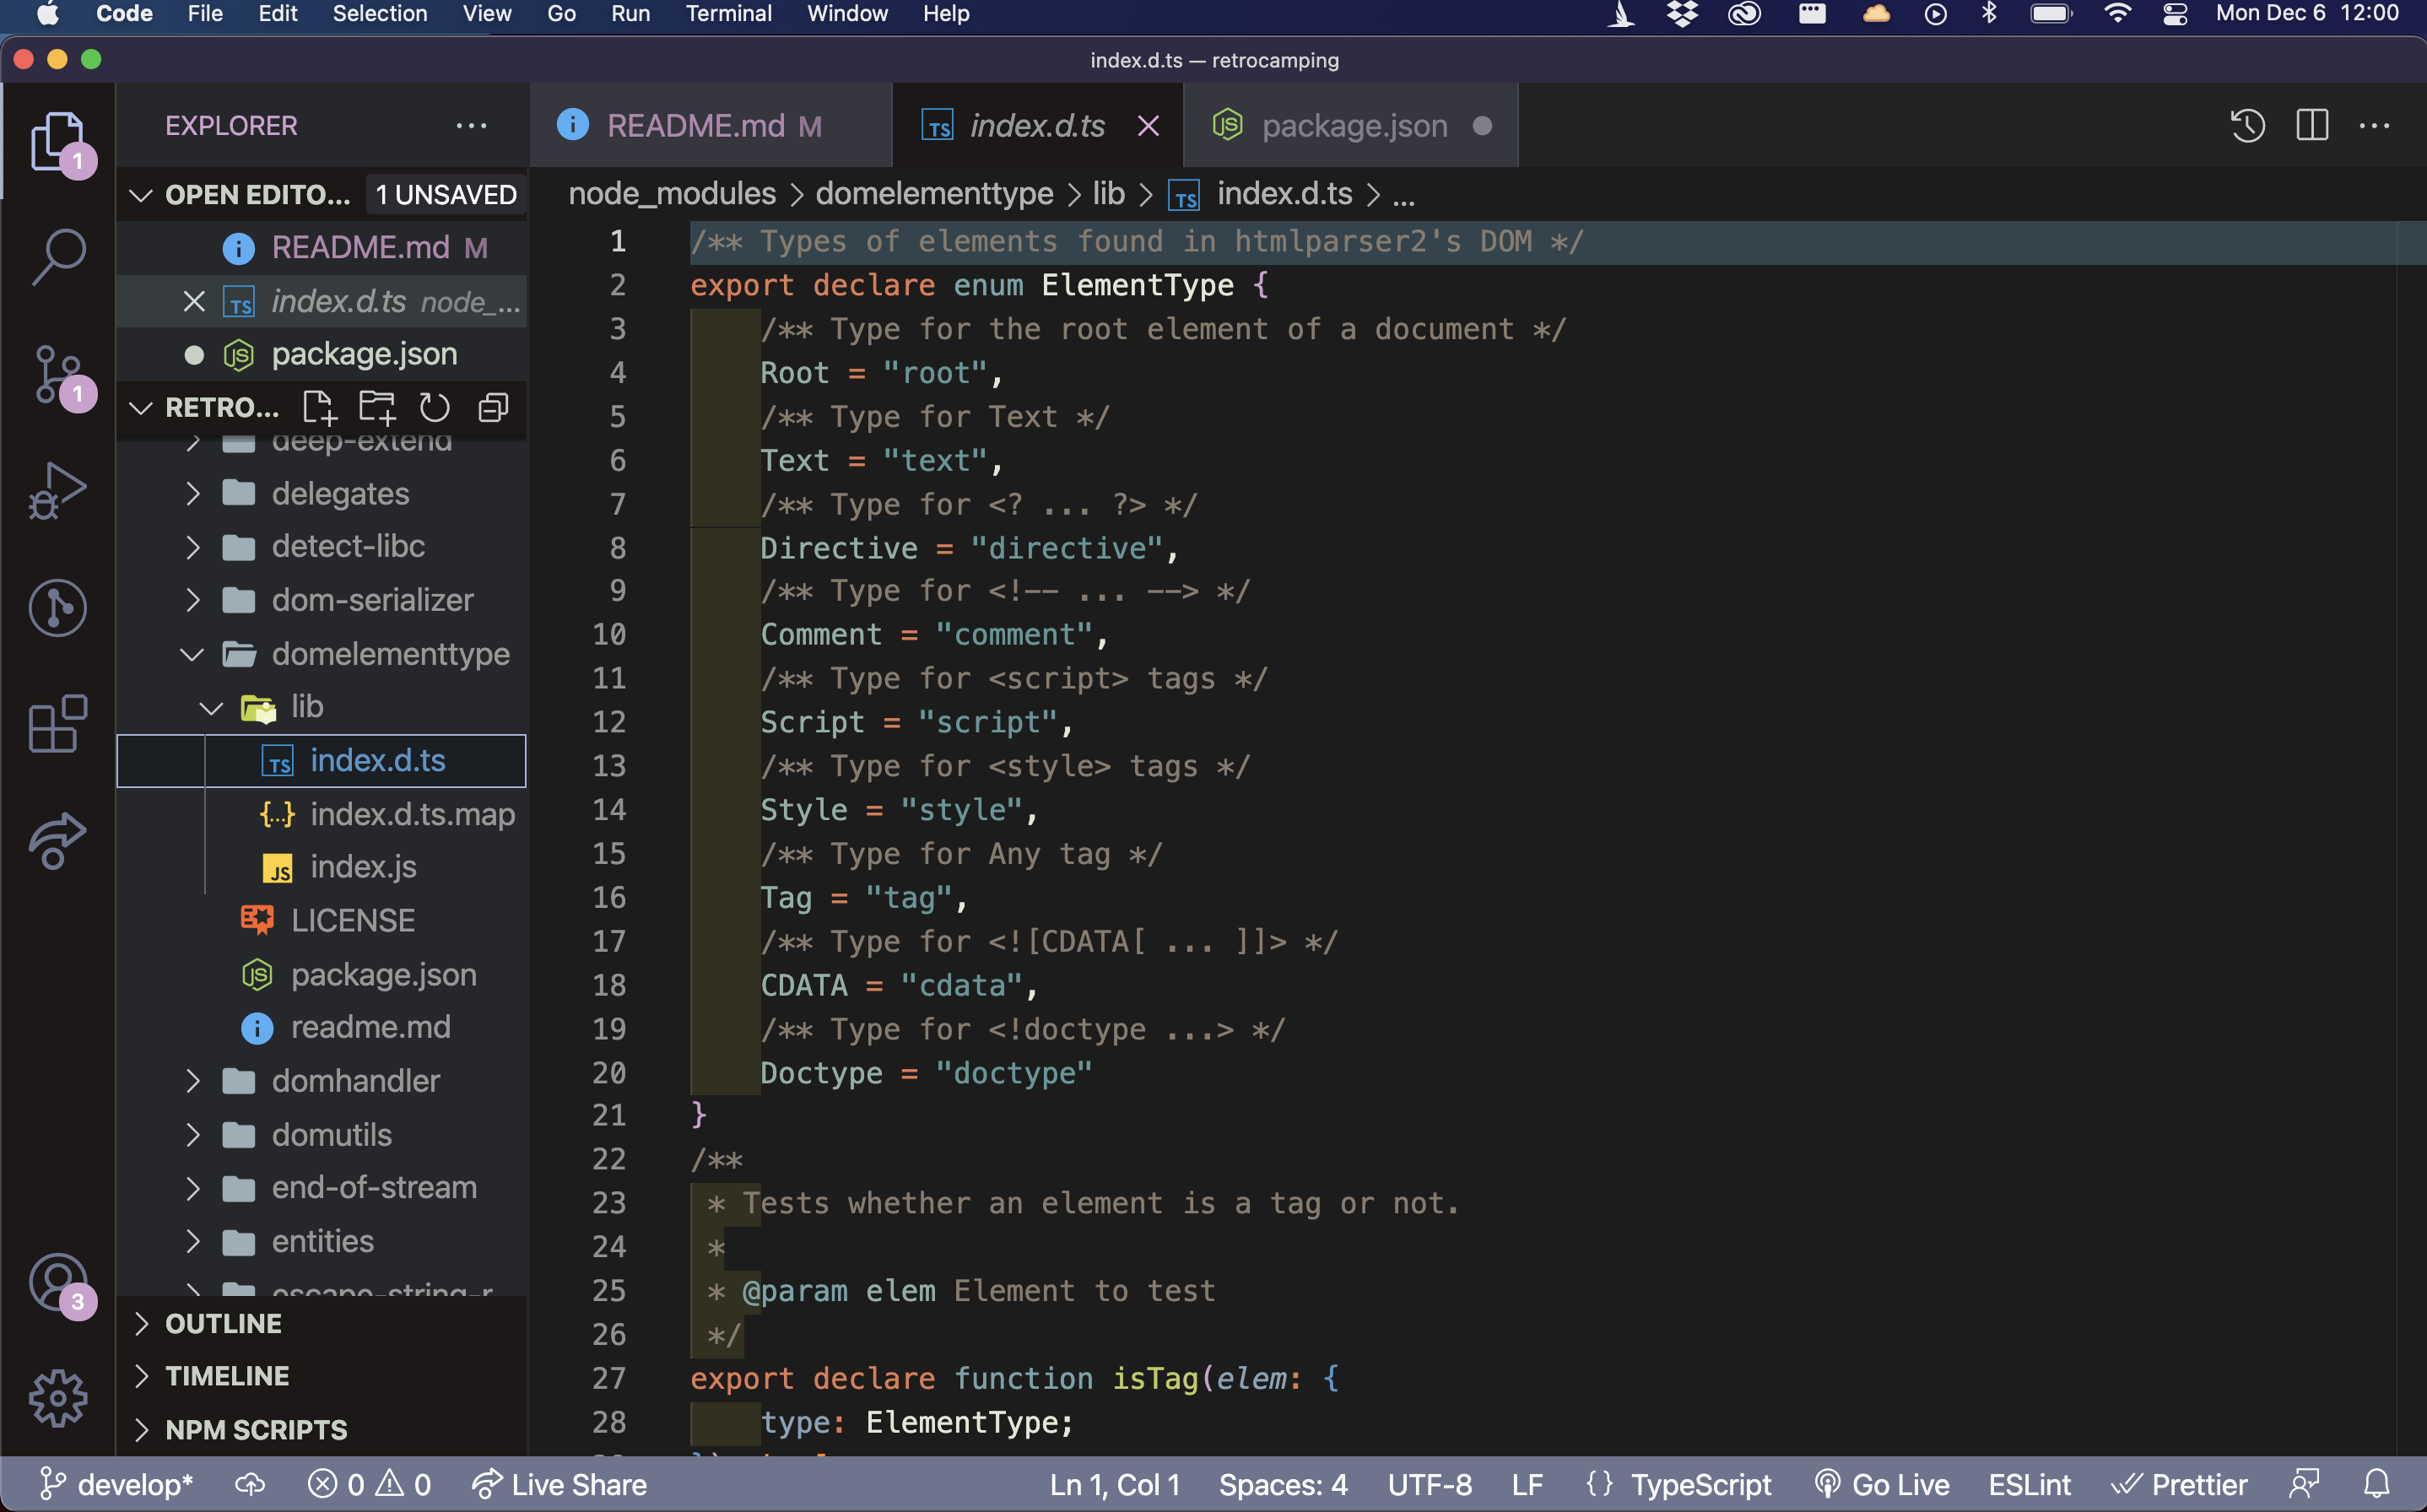 Code File Edit Selection View Go Run Terminal Window Help Mon Dec 6 12:00
index.d.ts — retrocamping
EXPLORER
README.md M index.d.ts package.json
OPEN EDITO... 1 UNSAVED
README.md M
index.d.ts node_...
package.json
RETRO...
deep-extend
delegates
detect-libc
dom-serializer
domelementtype
lib
index.d.ts
index.d.ts.map
index.js
LICENSE
package.json
readme.md
domhandler
domutils
end-of-stream
entities
escape-string-r
OUTLINE
TIMELINE
NPM SCRIPTS
1
1
3
node_modules > domelementtype > lib > TS index.d.ts > ...
1 /** Types of elements found in htmlparser2's DOM */
2 export declare enum ElementType {
3 /** Type for the root element of a document */
4 Root = "root",
5 /** Type for Text */
6 Text = "text",
7 /** Type for <? ... ?> */
8 Directive = "directive",
9 /** Type for <!-- ... --> */
10 Comment = "comment",
11 /** Type for <script> tags */
12 Script = "script",
13 /** Type for <style> tags */
14 Style = "style",
15 /** Type for Any tag */
16 Tag = "tag",
17 /** Type for <![CDATA[ ... ]]> */
18 CDATA = "cdata",
19 /** Type for <!doctype ...> */
20 Doctype = "doctype"
21 }
22 /**
23 * Tests whether an element is a tag or not.
24 *
25 * @param elem Element to test
26 */
27 export declare function isTag(elem: {
28 type: ElementType;
develop* 0 0 Live Share Ln 1, Col 1 Spaces: 4 UTF-8 LF {} TypeScript Go Live ESLint Prettier